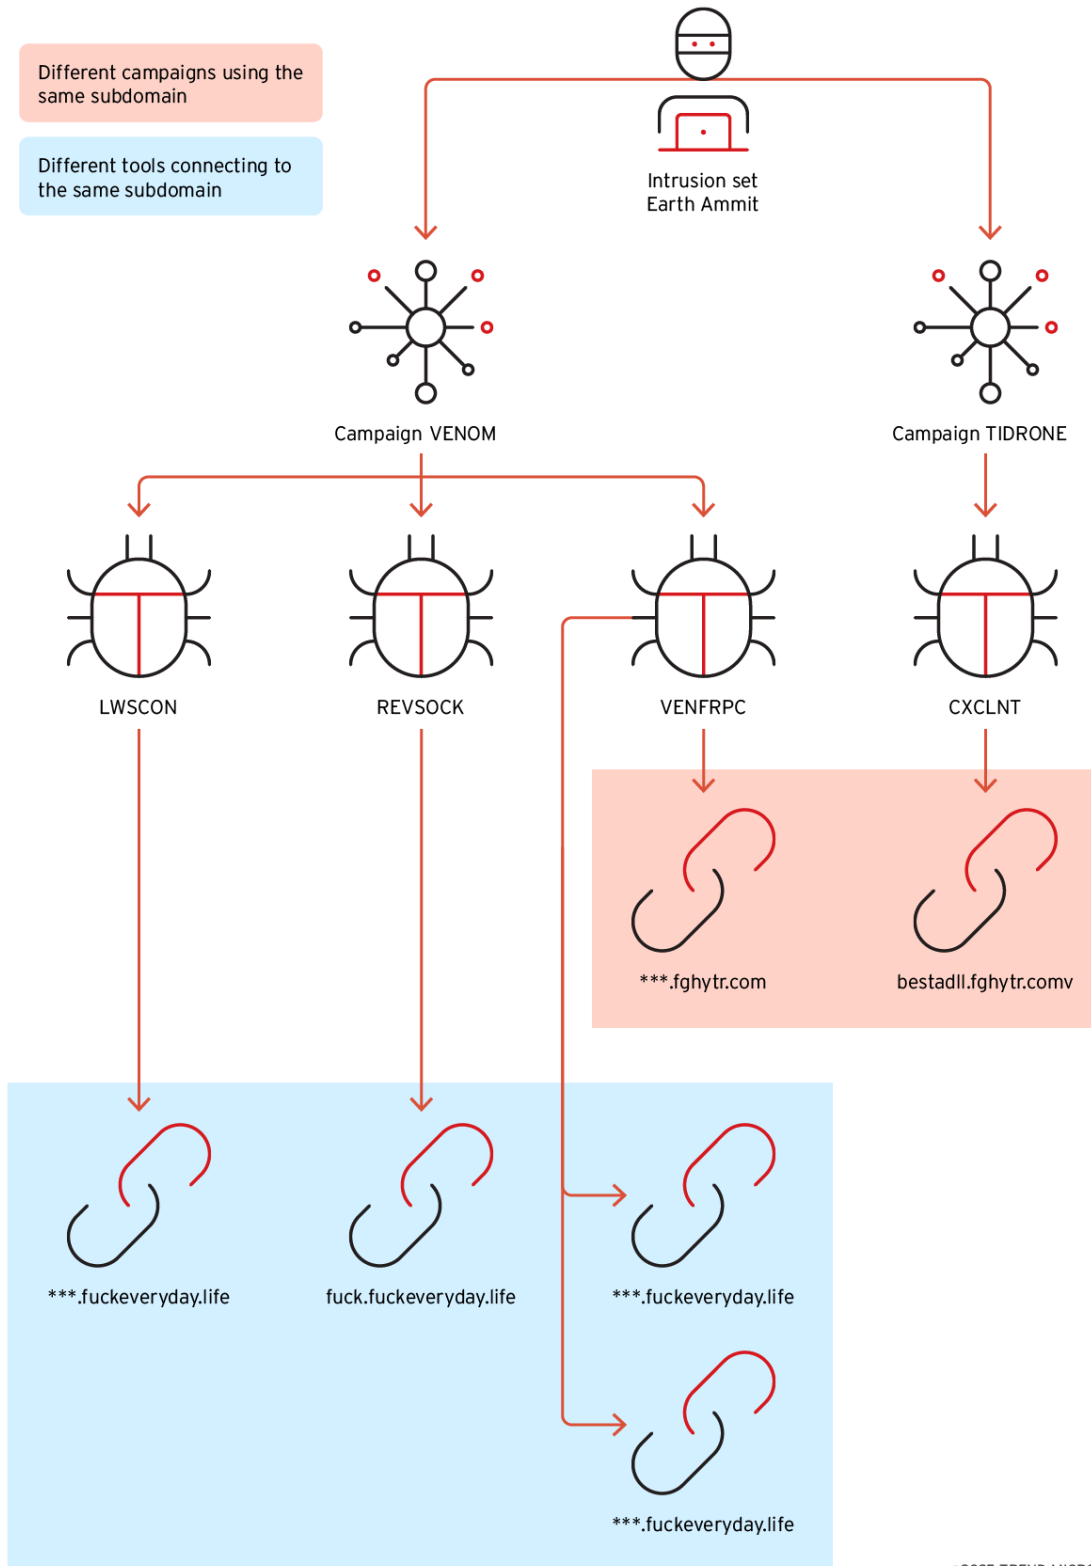 Different campaigns using the
same subdomain
Different tools connecting to
the same subdomain
Intrusion set
Earth Ammit
Campaign VENOM
Campaign TIDRONE
LWSCON
REVSOCK
VENFRPC
CXCLNT
***.fghytr.com
bestadll.fghytr.comv
***.fuckeveryday.life
fuck.fuckeveryday.life
***.fuckeveryday.life
***.fuckeveryday.life